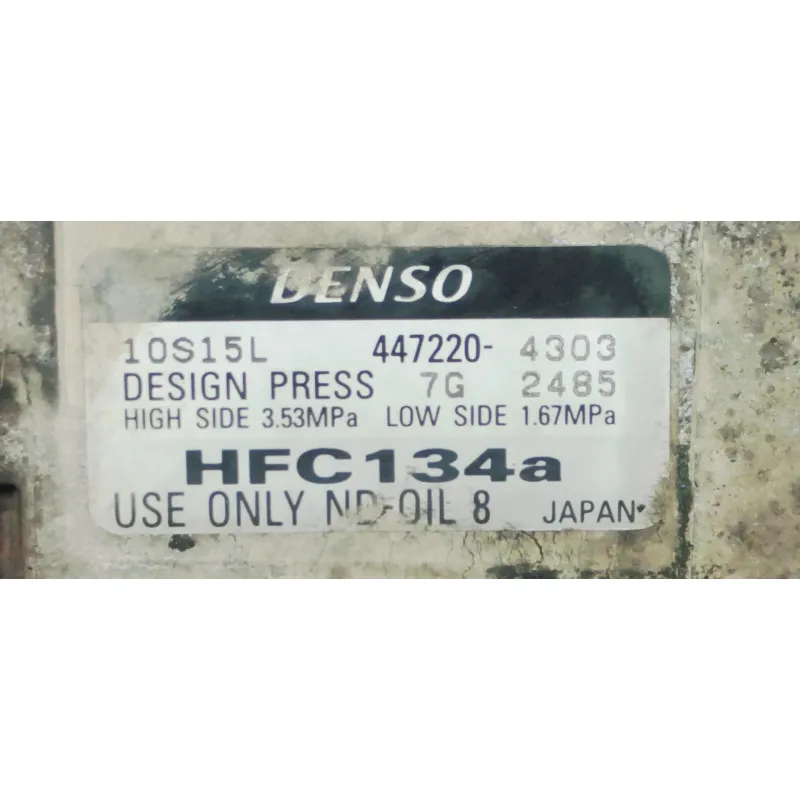 DENSO
10S15L 447220- 4303
DESIGN PRESS 7G 2485
HIGH SIDE 3.53MPa LOW SIDE 1.67MPa
HFC134a
USE ONLY ND-OIL 8 JAPAN